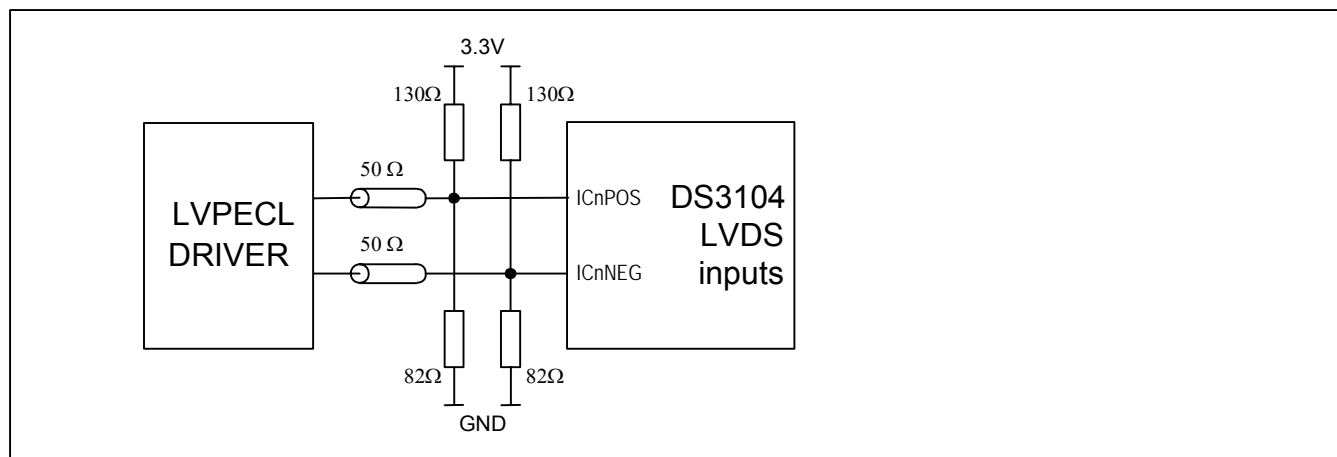 3.3V
130Ω 130Ω
50 Ω
ICnPOS
LVPECL
DRIVER
DS3104
LVDS
inputs
50 Ω
ICnNEG
82Ω 82Ω
GND